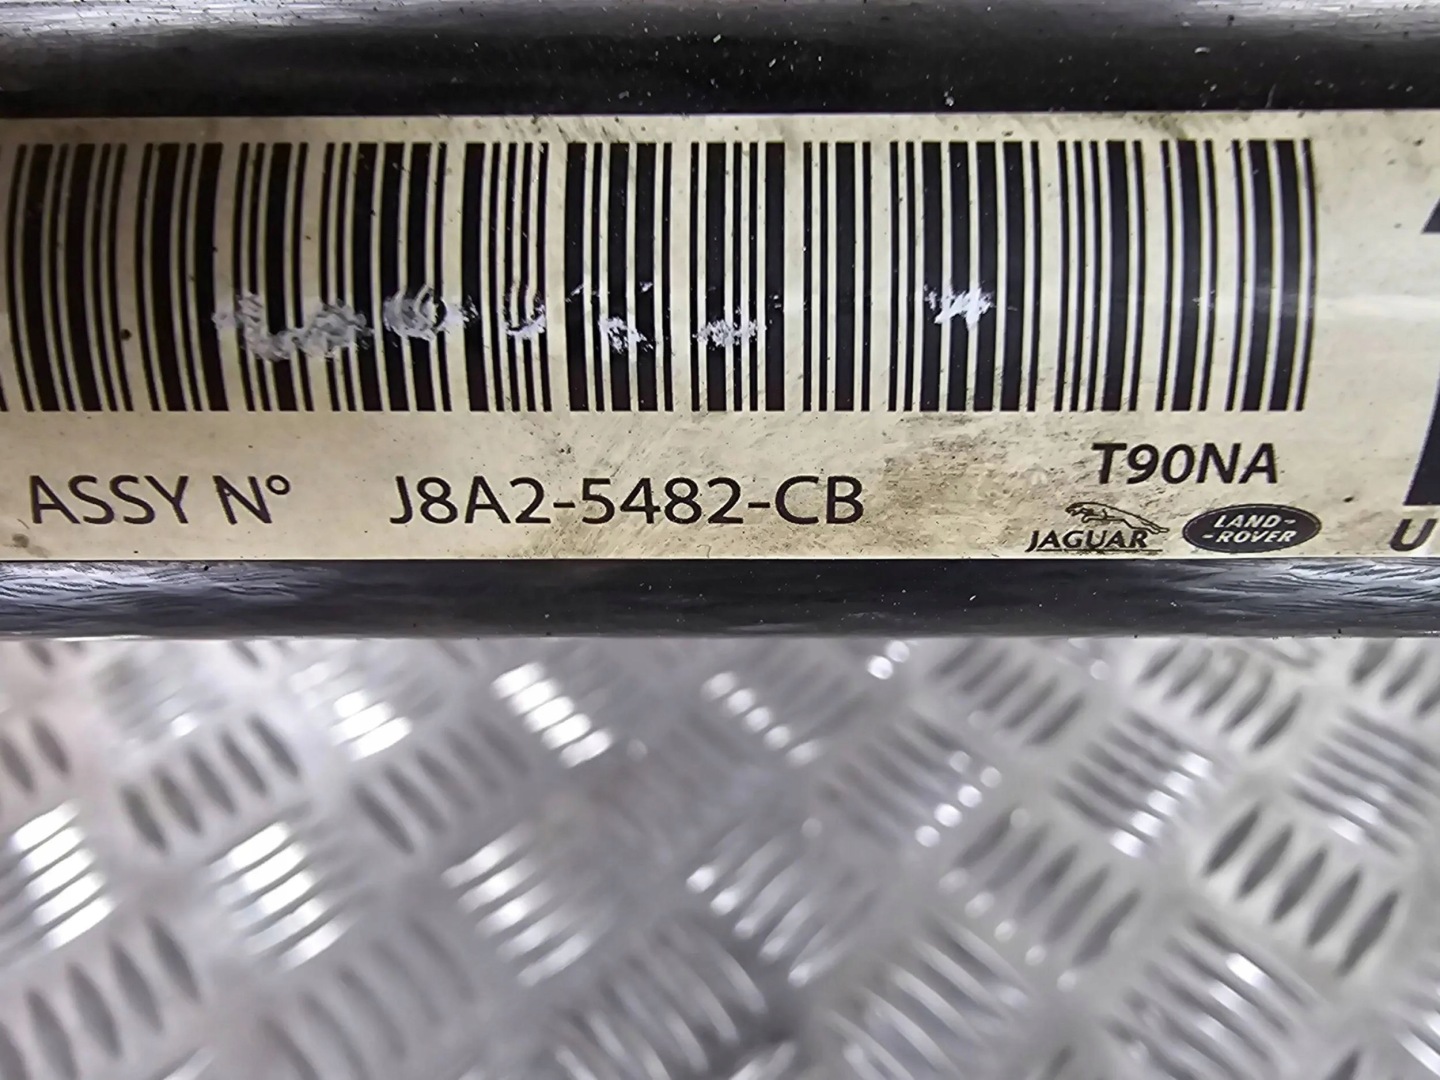 T90NA
ASSY N° J8A2-5482-CB
JAGUAR
LAND-
-ROVER
U